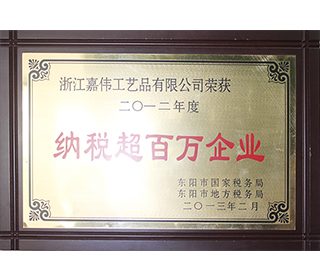 浙江嘉伟工艺品有限公司荣获
二〇一二年度
纳税超百万企业
东阳市国家税务局
东阳市地方税务局
二〇一三年二月